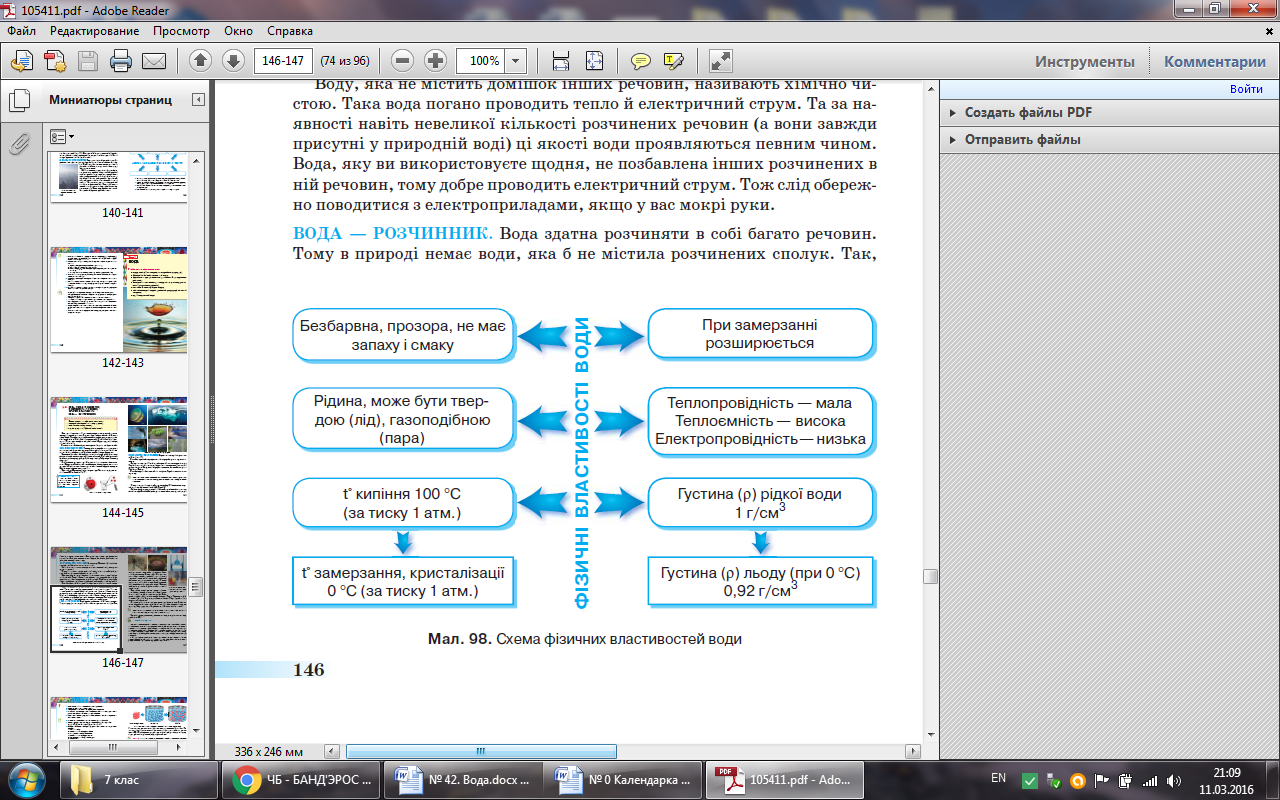 105411.pdf - Adobe Reader
Файл Редактирование Просмотр Окно Справка
146-147 (74 из 96) 100% Инструменты Комментарии
Миниатюры страниц
140-141
142-143
144-145
146-147
Войти
Создать файлы PDF
Отправить файлы
Воду, яка не містить домішок інших речовин, називають хімічно чи-
стою. Така вода погано проводить тепло й електричний струм. Та за на-
явності навіть невеликої кількості розчинених речовин (а вони завжди
присутні у природній воді) ці якості води проявляються певним чином.
Вода, яку ви використовуєте щодня, не позбавлена інших розчинених в
ній речовин, тому добре проводить електричний струм. Тож слід обереж-
но поводитися з електроприладами, якщо у вас мокрі руки.
ВОДА — РОЗЧИННИК. Вода здатна розчиняти в собі багато речовин.
Тому в природі немає води, яка б не містила розчинених сполук. Так,
ФІЗИЧНІ ВЛАСТИВОСТІ ВОДИ
Безбарвна, прозора, не має
запаху і смаку
При замерзанні
розширюється
Рідина, може бути твер-
дою (лід), газоподібною
(пара)
Теплопровідність — мала
Теплоємність — висока
Електропровідність — низька
t° кипіння 100 °C
(за тиску 1 атм.)
Густина (ρ) рідкої води
1 г/см³
t° замерзання, кристалізації
0 °C (за тиску 1 атм.)
Густина (ρ) льоду (при 0 °C)
0,92 г/см³
Мал. 98. Схема фізичних властивостей води
146
336 x 246 мм
7 клас
ЧБ - БАНД'ЭРОС ...
№ 42. Вода.docx ...
№ 0 Календарка ...
105411.pdf - Ado...
EN
21:09
11.03.2016